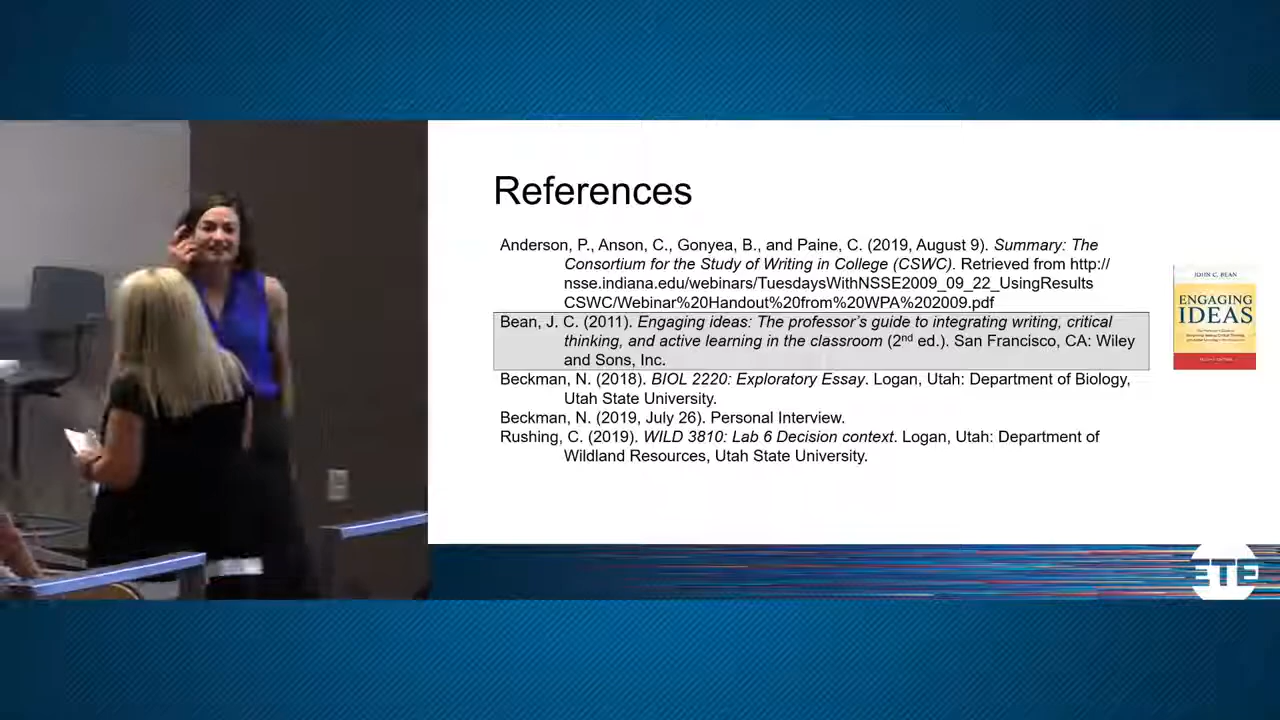 References
Anderson, P., Anson, C., Gonyea, B., and Paine, C. (2019, August 9). Summary: The
Consortium for the Study of Writing in College (CSWC). Retrieved from http://
nsse.indiana.edu/webinars/TuesdaysWithNSSE2009_09_22_UsingResults
CSWC/Webinar%20Handout%20from%20WPA%202009.pdf
Bean, J. C. (2011). Engaging ideas: The professor's guide to integrating writing, critical
thinking, and active learning in the classroom (2nd ed.). San Francisco, CA: Wiley
and Sons, Inc.
Beckman, N. (2018). BIOL 2220: Exploratory Essay. Logan, Utah: Department of Biology,
Utah State University.
Beckman, N. (2019, July 26). Personal Interview.
Rushing, C. (2019). WILD 3810: Lab 6 Decision context. Logan, Utah: Department of
Wildland Resources, Utah State University.
JOHN C. BEAN
ENGAGING
IDEAS
ETE